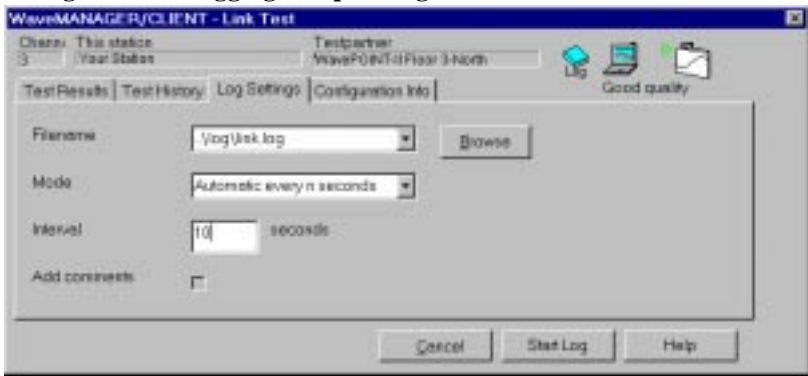 WaveMANAGER/CLIENT - Link Test
This station
Testpartner
3
Your Station
WavePOINT-II Floor 3-North
Log
Good quality
Test Results
Test History
Log Settings
Configuration Info
Filename
.\log\link.log
Browse
Mode
Automatic every n seconds
Interval
10
seconds
Add comments
Cancel
Start Log
Help